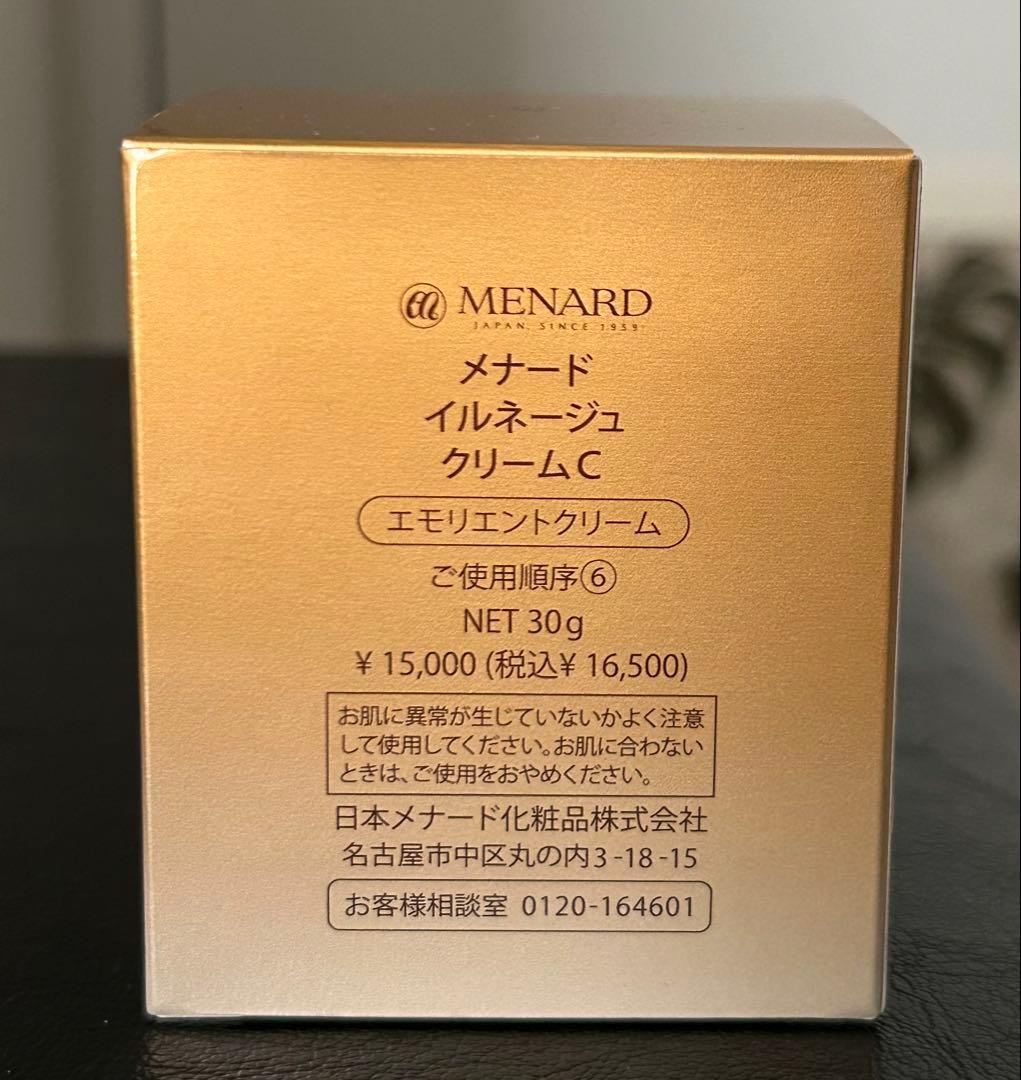 MENARD
JAPAN, SINCE 1959
メナード
イルネージュ
クリームC
エモリエントクリーム
ご使用順序⑥
NET 30g
¥ 15,000 (税込¥ 16,500)
お肌に異常が生じていないかよく注意
して使用してください。お肌に合わない
ときは、ご使用をおやめください。
日本メナード化粧品株式会社
名古屋市中区丸の内3-18-15
お客様相談室 0120-164601